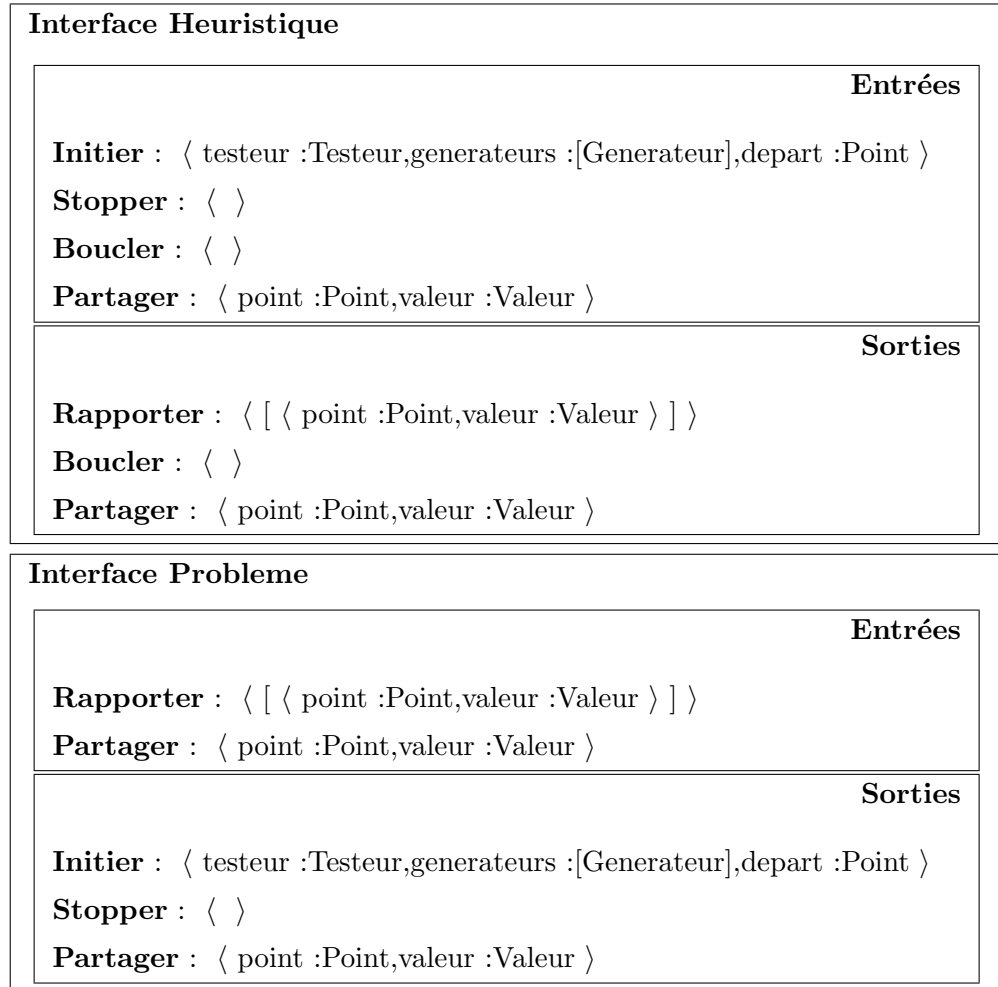 Interface Heuristique
Entrées
Initier : ⟨ testeur :Testeur,generateurs :[Generateur],depart :Point ⟩
Stopper : ⟨ ⟩
Boucler : ⟨ ⟩
Partager : ⟨ point :Point,valeur :Valeur ⟩
Sorties
Rapporter : ⟨ [ ⟨ point :Point,valeur :Valeur ⟩ ] ⟩
Boucler : ⟨ ⟩
Partager : ⟨ point :Point,valeur :Valeur ⟩
Interface Probleme
Entrées
Rapporter : ⟨ [ ⟨ point :Point,valeur :Valeur ⟩ ] ⟩
Partager : ⟨ point :Point,valeur :Valeur ⟩
Sorties
Initier : ⟨ testeur :Testeur,generateurs :[Generateur],depart :Point ⟩
Stopper : ⟨ ⟩
Partager : ⟨ point :Point,valeur :Valeur ⟩